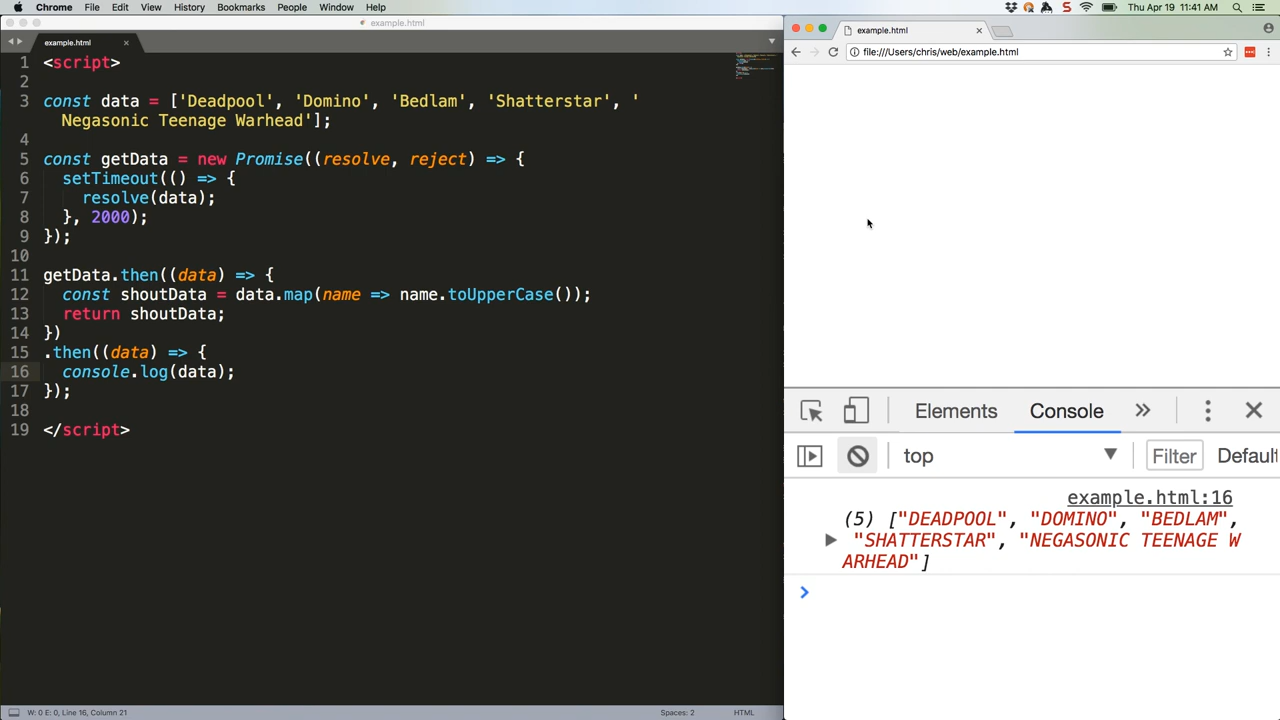 Chrome File Edit View History Bookmarks People Window Help
Thu Apr 19 11:41 AM
example.html
example.html
1 <script>
2
3 const data = ['Deadpool', 'Domino', 'Bedlam', 'Shatterstar', '
Negasonic Teenage Warhead'];
4
5 const getData = new Promise((resolve, reject) => {
6 setTimeout(() => {
7 resolve(data);
8 }, 2000);
9 });
10
11 getData.then((data) => {
12 const shoutData = data.map(name => name.toUpperCase());
13 return shoutData;
14 })
15 .then((data) => {
16 console.log(data);
17 });
18
19 </script>
W: 0 E: 0, Line 16, Column 21
Spaces: 2
HTML
example.html
file:///Users/chris/web/example.html
Elements Console
top Filter Default
example.html:16
(5) ["DEADPOOL", "DOMINO", "BEDLAM",
"SHATTERSTAR", "NEGASONIC TEENAGE W
ARHEAD"]